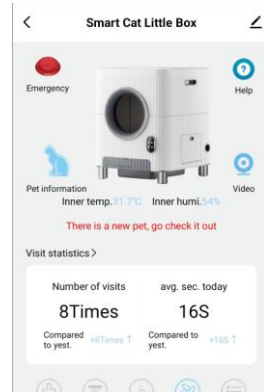 Smart Cat Little Box
Emergency
Help
Pet information
Video
Inner temp.31.7℃ Inner humi.54%
There is a new pet, go check it out
Visit statistics >
Number of visits avg. sec. today
8Times 16S
Compared to yest. +8Times ↑ Compared to yest. +16S ↑